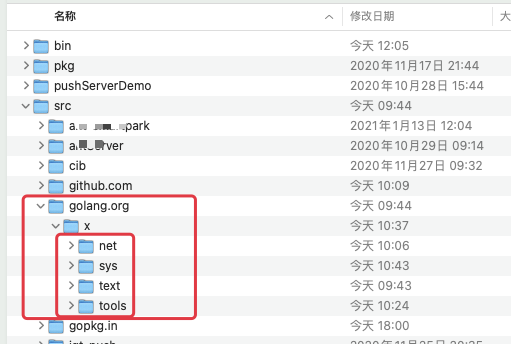 名称 修改日期 大
bin 今天 12:05
pkg 2020年11月17日 21:44
pushServerDemo 2020年10月28日 15:44
src 今天 09:44
2021年1月13日 12:04
2020年10月29日 09:14
cib 2020年11月27日 09:32
github.com 今天 10:09
golang.org 今天 09:44
x 今天 10:37
net 今天 10:06
sys 今天 10:43
text 今天 09:43
tools 今天 10:24
gopkg.in 今天 18:00